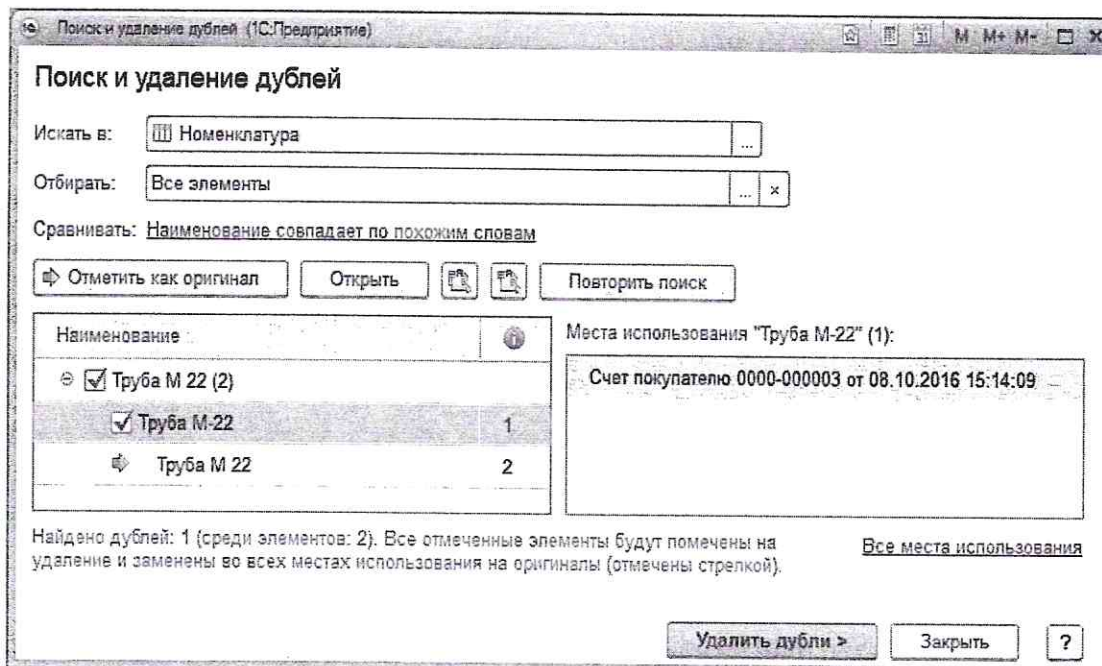 Поиск и удаление дублей (1С:Предприятие)
31 M M+ M-
Поиск и удаление дублей
Искать в: Номенклатура ...
Отбирать: Все элементы ... ×
Сравнивать: Наименование совпадает по похожим словам
Отметить как оригинал Открыть Повторить поиск
Наименование
Места использования "Труба М-22" (1):
Труба М 22 (2)
Счет покупателю 0000-000003 от 08.10.2016 15:14:09
Труба М-22 1
Труба М 22 2
Найдено дублей: 1 (среди элементов: 2). Все отмеченные элементы будут помечены на
удаление и заменены во всех местах использования на оригиналы (отмечены стрелкой).
Все места использования
Удалить дубли > Закрыть ?